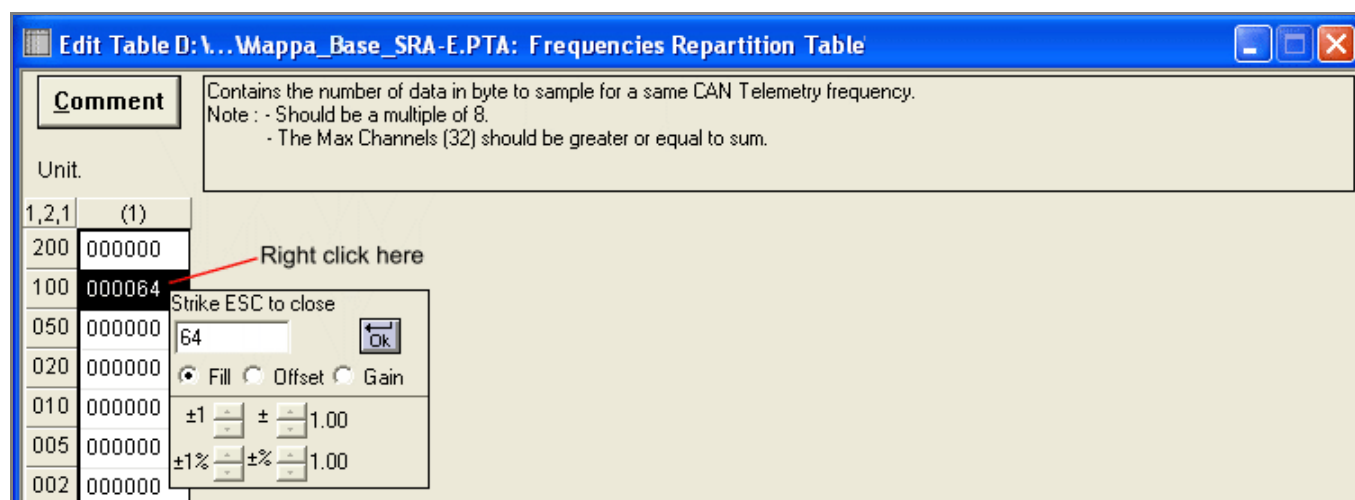 Edit Table D:\...\Mappa_Base_SRA-E.PTA: Frequencies Repartition Table
Comment
Contains the number of data in byte to sample for a same CAN Telemetry frequency.
Note : - Should be a multiple of 8.
- The Max Channels (32) should be greater or equal to sum.
Unit.
1,2,1 (1)
200 000000
Right click here
100 000064
Strike ESC to close
050 000000
64 Ok
020 000000
Fill Offset Gain
010 000000
±1 ± 1.00
005 000000
±1% ±% 1.00
002 000000